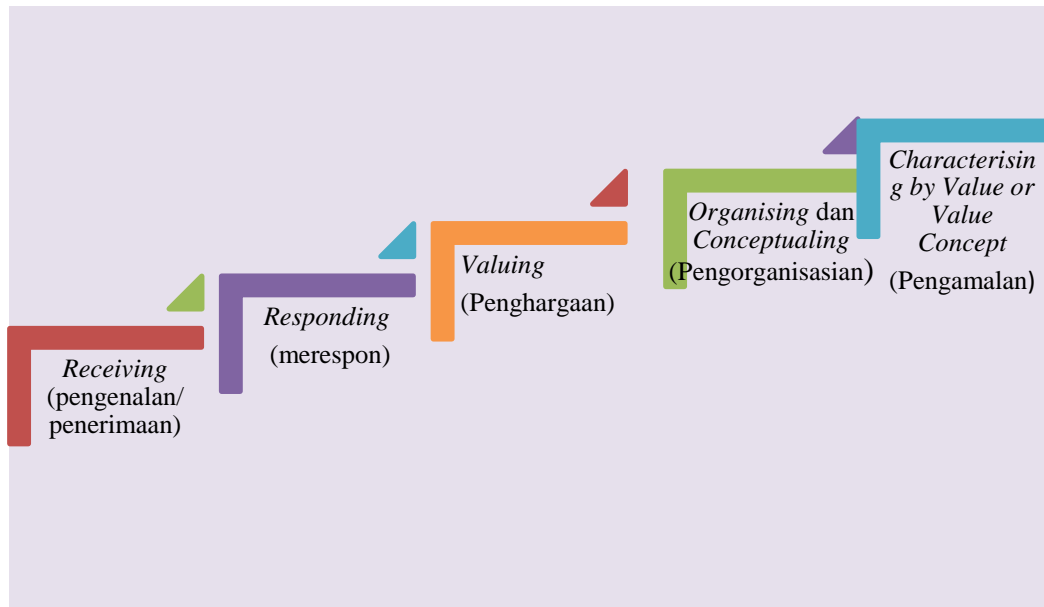 Receiving
(pengenalan/
penerimaan)
Responding
(merespon)
Valuing
(Penghargaan)
Organising dan
Conceptualing
(Pengorganisasian)
Characterisin
g by Value or
Value
Concept
(Pengamalan)